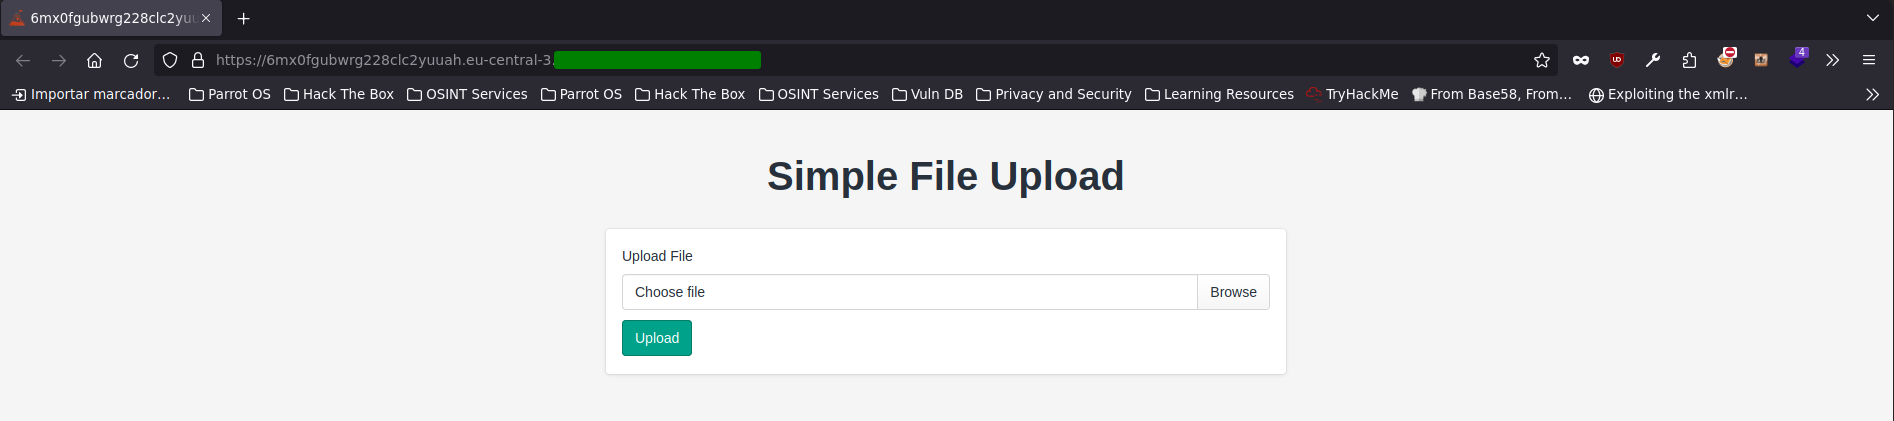 6mx0fgubwrg228clc2yuu
https://6mx0fgubwrg228clc2yuuah.eu-central-3.
4
Importar marcador… Parrot OS Hack The Box OSINT Services Parrot OS Hack The Box OSINT Services Vuln DB Privacy and Security Learning Resources TryHackMe From Base58, From… Exploiting the xmlr…
Simple File Upload
Upload File
Choose file Browse
Upload